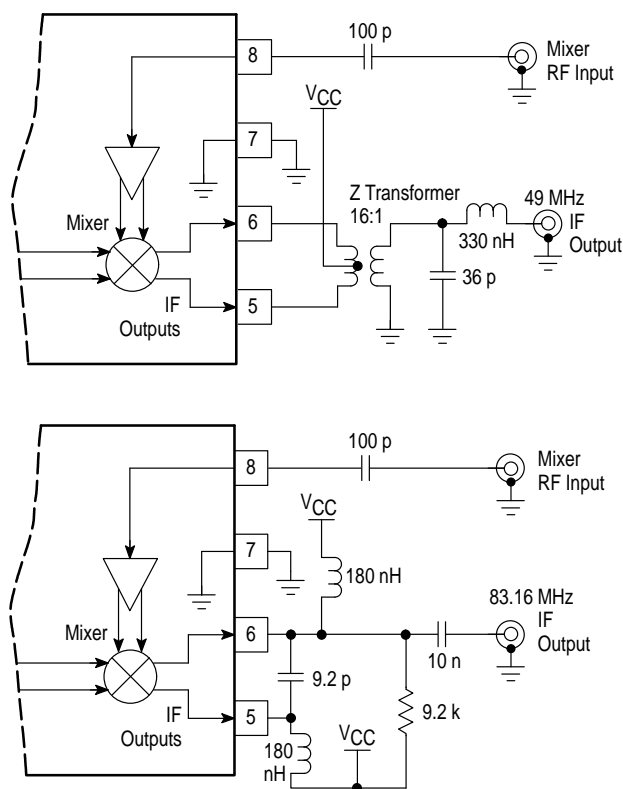 8
100 p
Mixer
RF Input
VCC
7
Z Transformer
16:1
49 MHz
IF
Output
Mixer
6
330 nH
36 p
5
IF
Outputs
8
100 p
Mixer
RF Input
VCC
7
180 nH
83.16 MHz
IF
Output
Mixer
6
10 n
9.2 p
9.2 k
5
IF
Outputs
180
nH
VCC